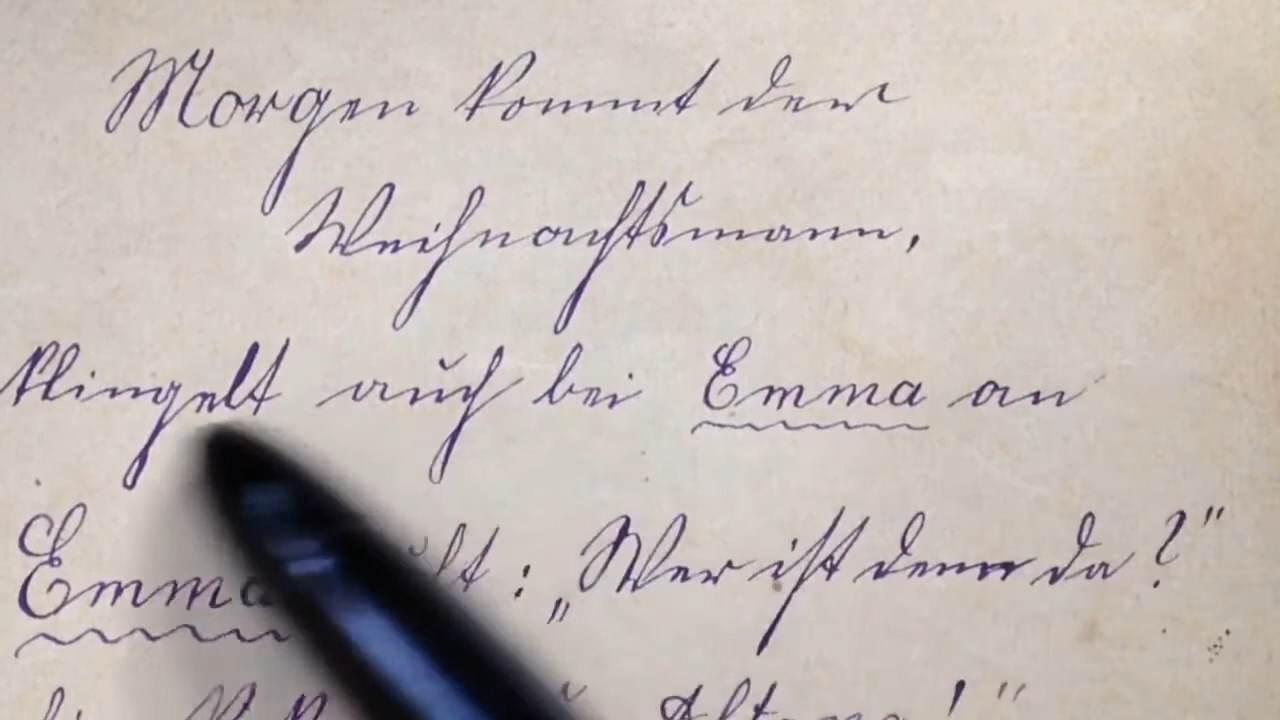 Morgen kommt der
Weihnachtsmann,
klingelt auch bei Emma an
Emma : „Wer ist denn da?"